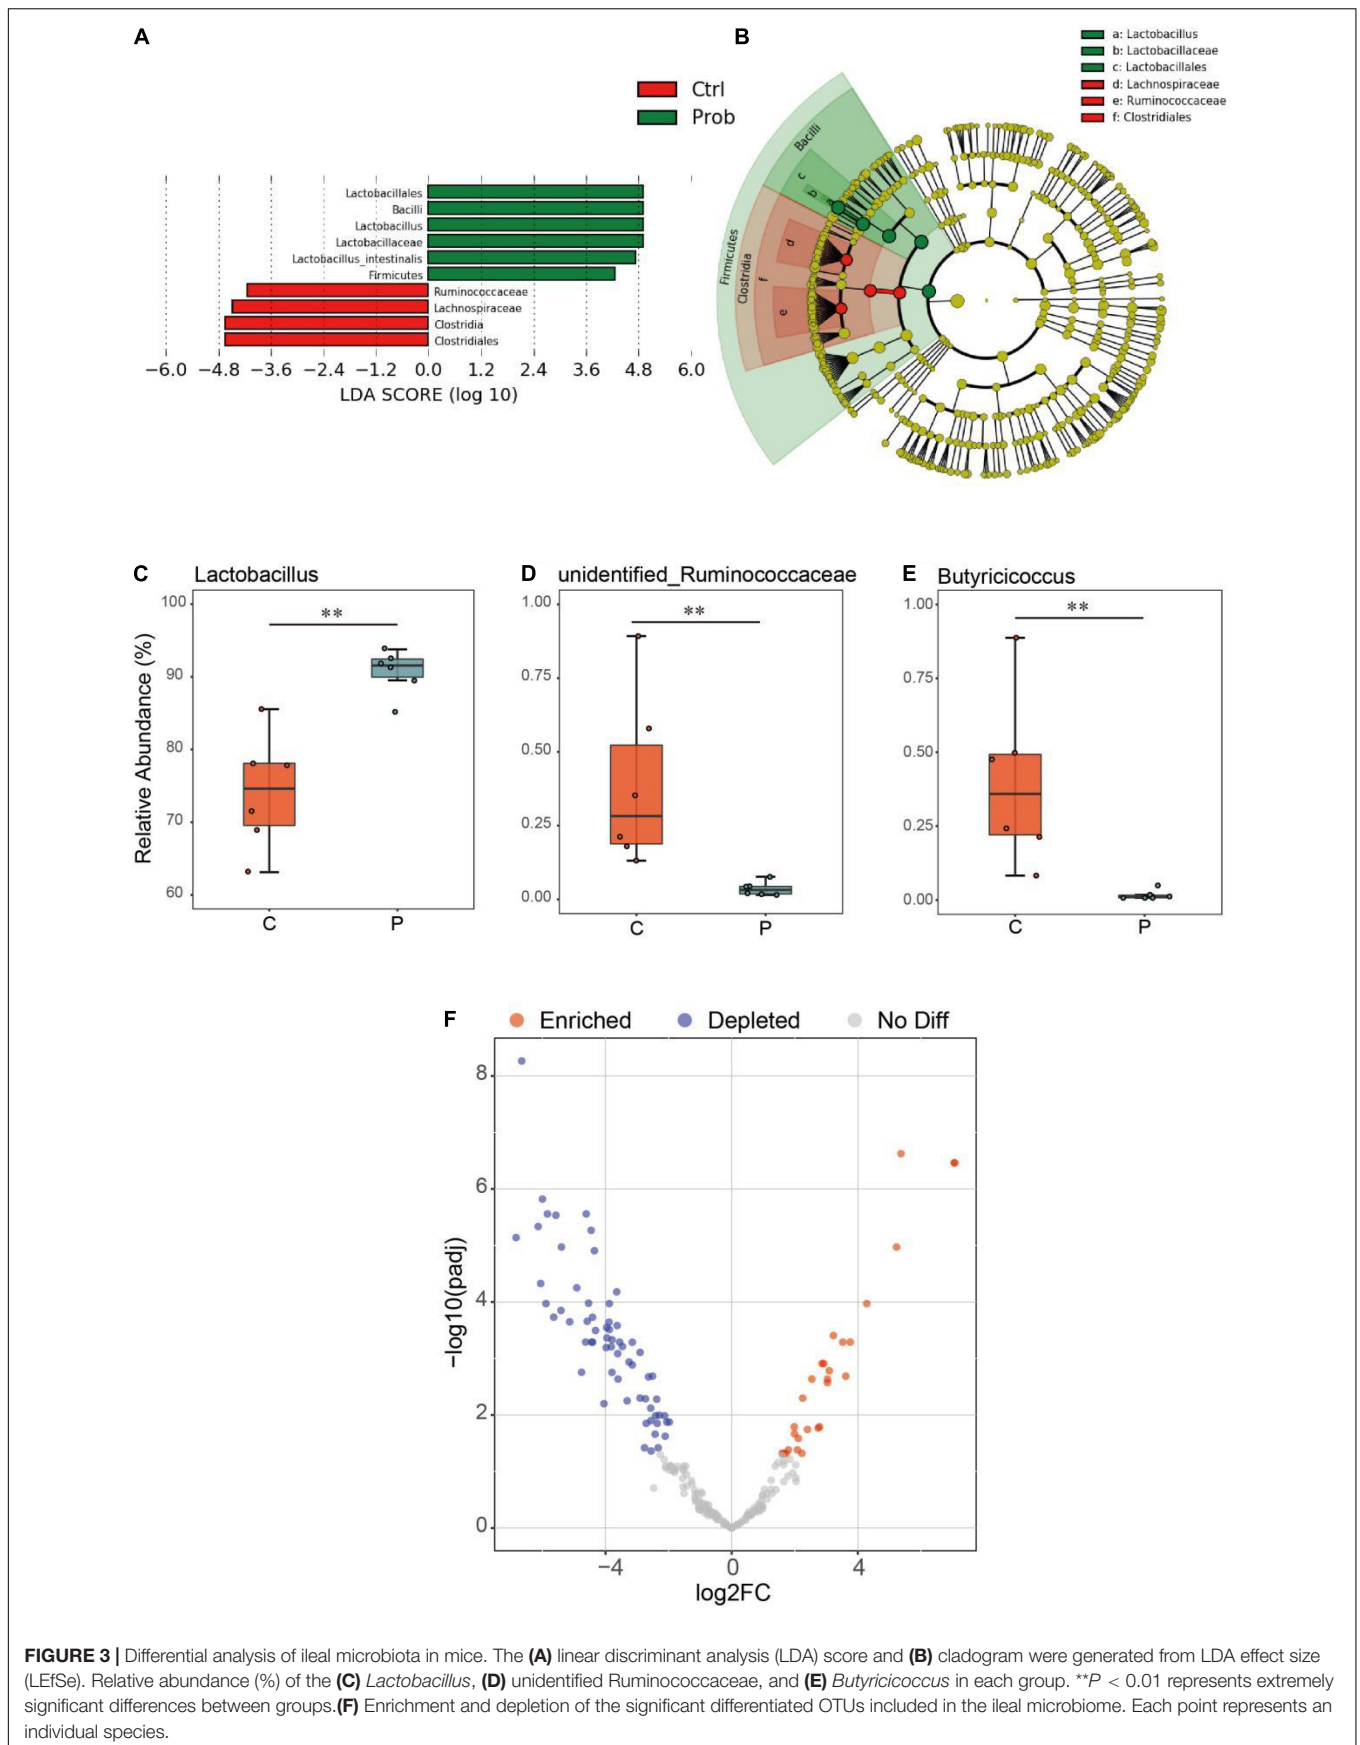 A
Ctrl
Prob
Lactobacillales
Bacilli
Lactobacillus
Lactobacillaceae
Lactobacillus_intestinalis
Firmicutes
Ruminococcaceae
Lachnospiraceae
Clostridia
Clostridiales
−6.0 −4.8 −3.6 −2.4 −1.2 0.0 1.2 2.4 3.6 4.8 6.0
LDA SCORE (log 10)
B
a: Lactobacillus
b: Lactobacillaceae
c: Lactobacillales
d: Lachnospiraceae
e: Ruminococcaceae
f: Clostridiales
Bacilli
c
b
d
f
e
Clostridia
Firmicutes
C Lactobacillus
Relative Abundance (%)
100
90
80
70
60
**
C P
D unidentified_Ruminococcaceae
1.00
0.75
0.50
0.25
0.00
**
C P
E Butyricicoccus
1.00
0.75
0.50
0.25
0.00
**
C P
F Enriched Depleted No Diff
−log10(padj)
8
6
4
2
0
−4 0 4
log2FC
FIGURE 3 | Differential analysis of ileal microbiota in mice. The (A) linear discriminant analysis (LDA) score and (B) cladogram were generated from LDA effect size
(LEfSe). Relative abundance (%) of the (C) Lactobacillus, (D) unidentified Ruminococcaceae, and (E) Butyricicoccus in each group. **P < 0.01 represents extremely
significant differences between groups.(F) Enrichment and depletion of the significant differentiated OTUs included in the ileal microbiome. Each point represents an
individual species.